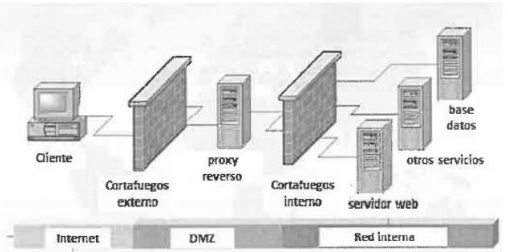 Cliente
Cortafuegos
externo
proxy
reverso
Cortafuegos
interno
servidor web
otros servicios
base
datos
Internet
DMZ
Red interna